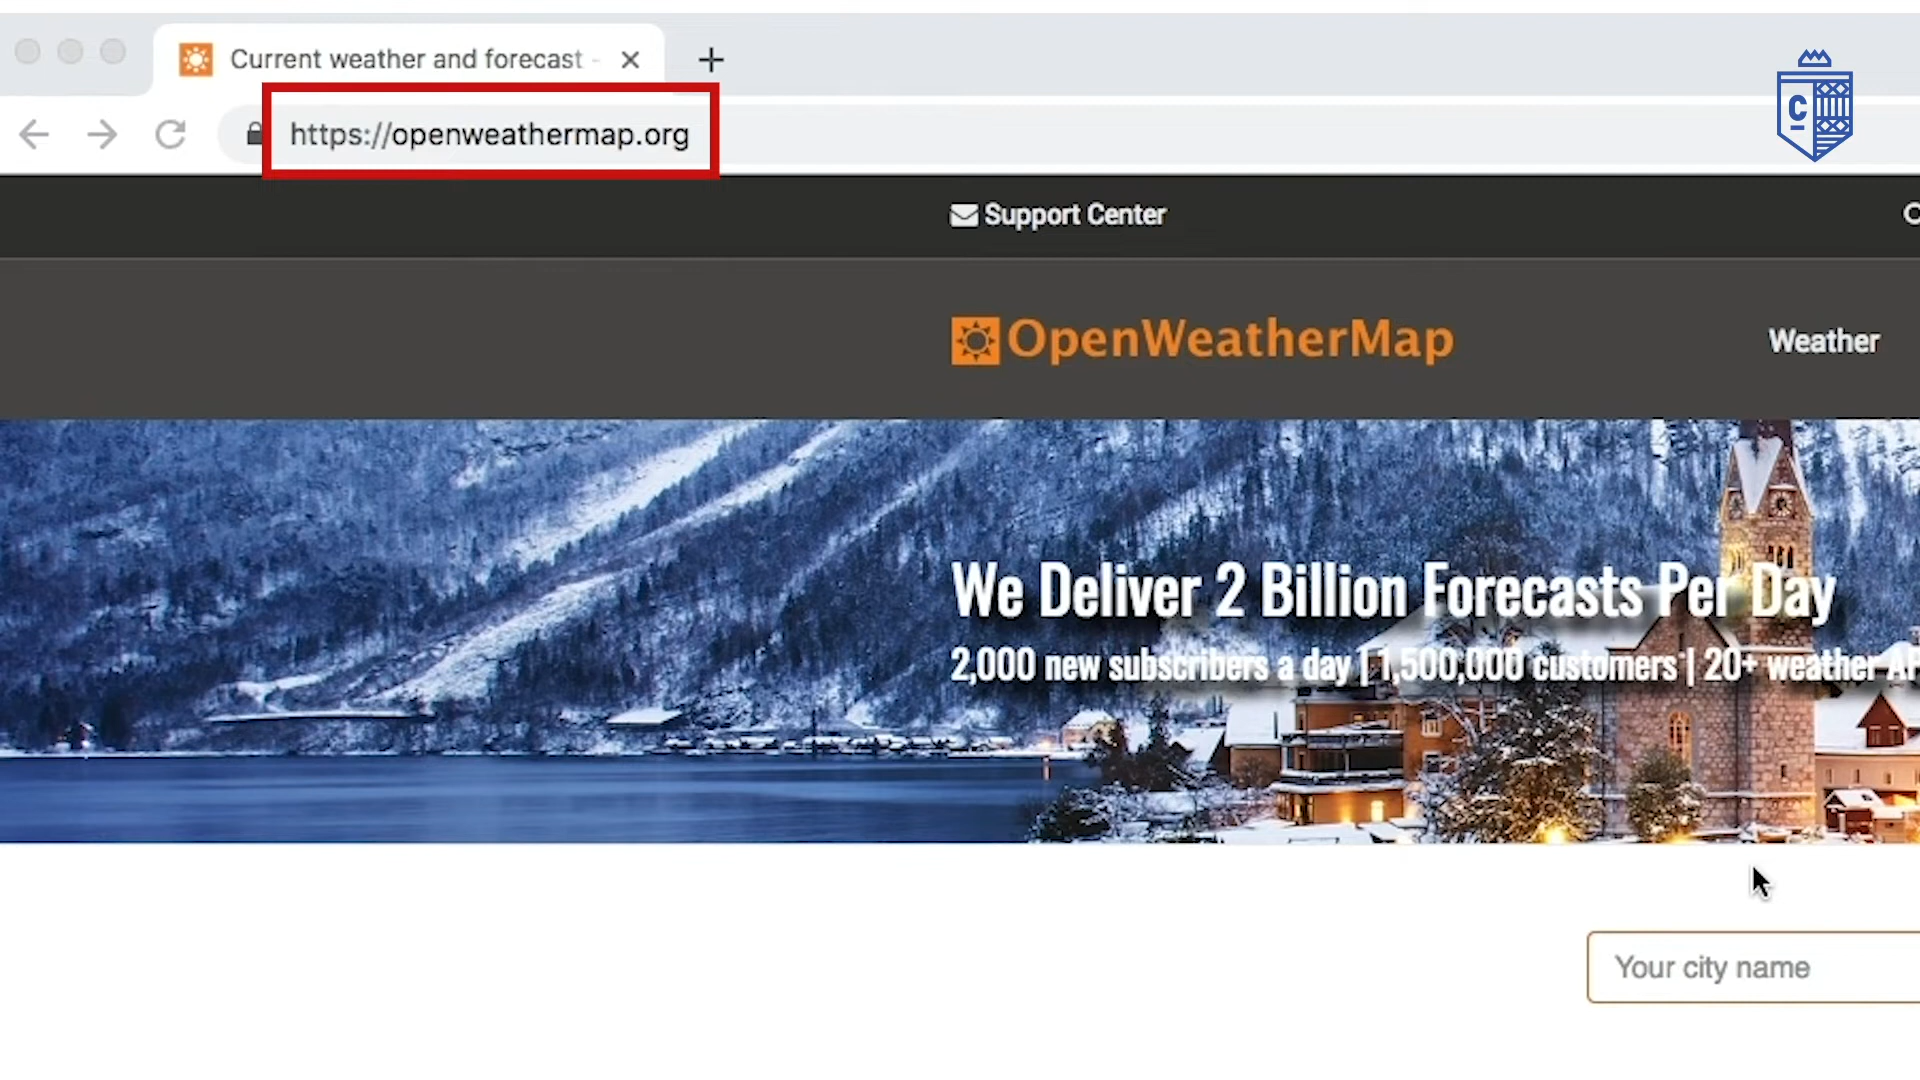 Current weather and forecast -
https://openweathermap.org
C
Support Center
OpenWeatherMap
Weather
We Deliver 2 Billion Forecasts Per Day
2,000 new subscribers a day | 1,500,000 customers | 20+ weather
Your city name